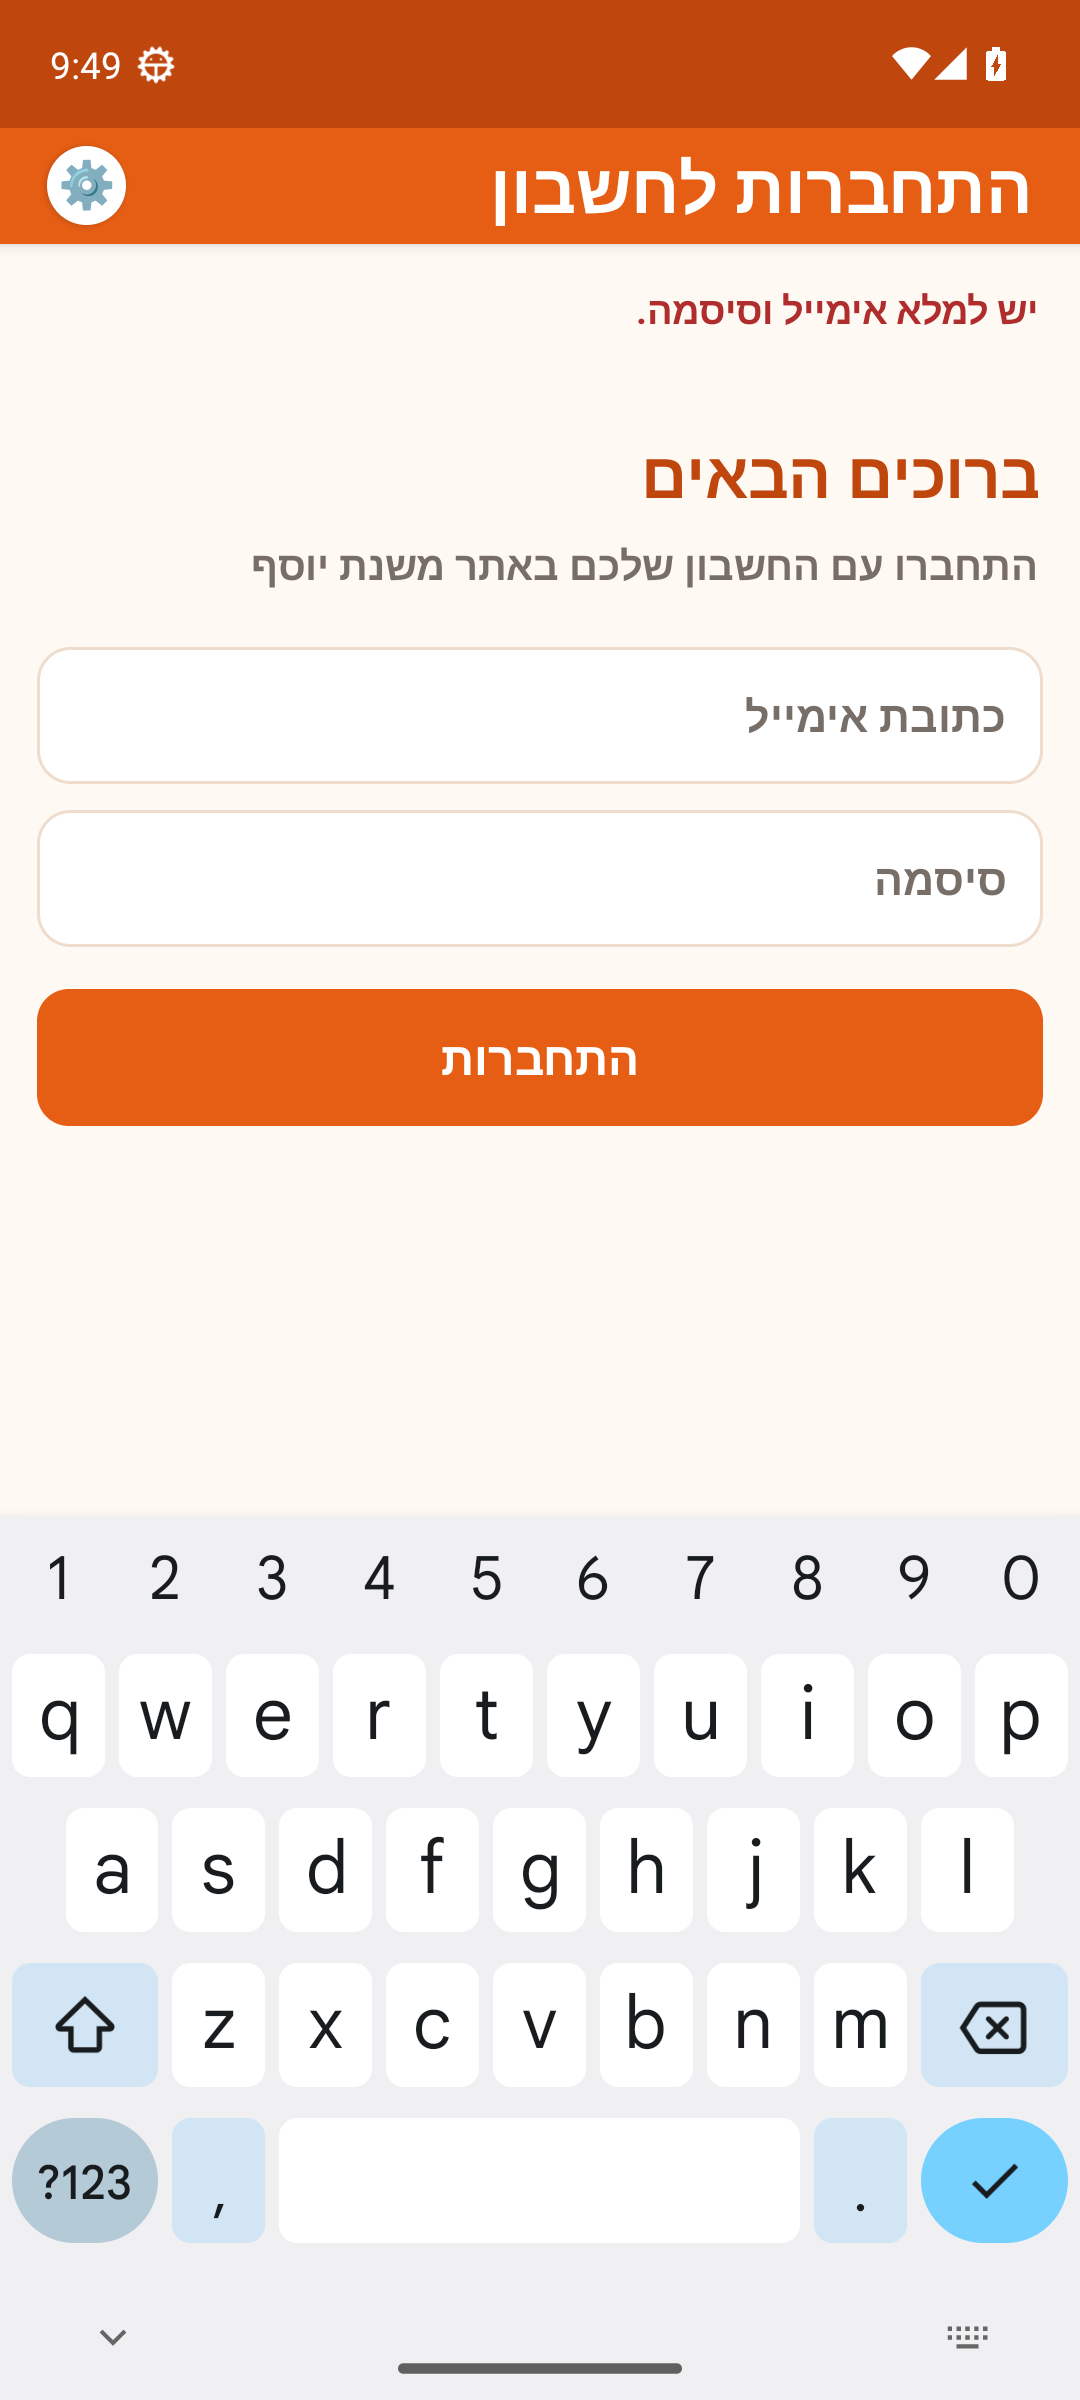 9:49
התחברות לחשבון
יש למלא אימייל וסיסמה.
ברוכים הבאים
התחברו עם החשבון שלכם באתר משנת יוסף
כתובת אימייל
סיסמה
התחברות
1 2 3 4 5 6 7 8 9 0
q w e r t y u i o p
a s d f g h j k l
z x c v b n m
?123 , .